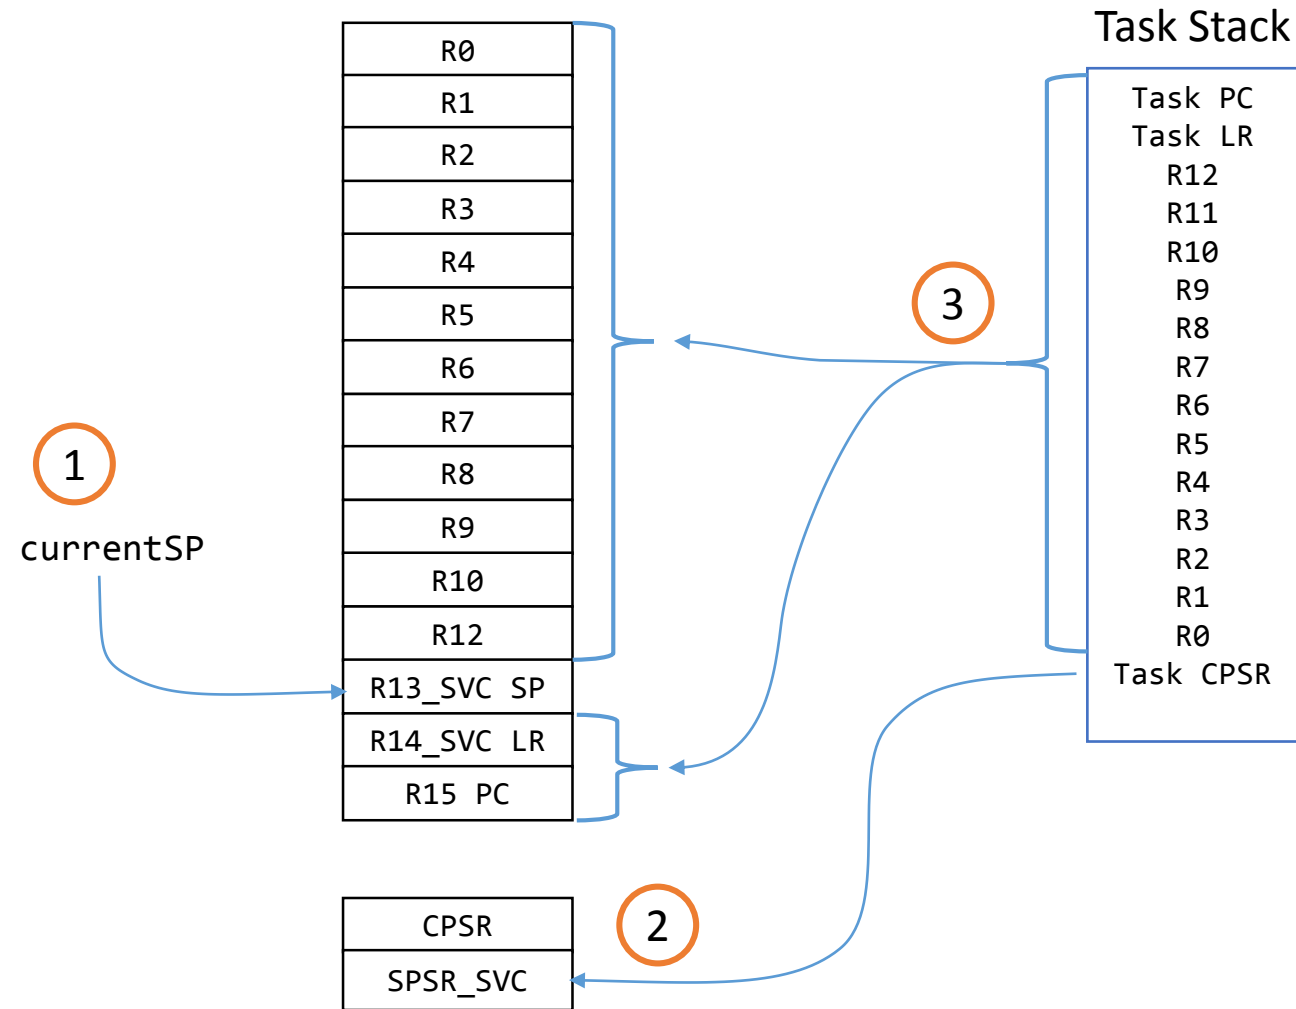 Task Stack
R0
R1
R2
R3
R4
R5
R6
R7
R8
R9
R10
R12
R13_SVC SP
R14_SVC LR
R15 PC
CPSR
SPSR_SVC
1
currentSP
2
3
Task PC
Task LR
R12
R11
R10
R9
R8
R7
R6
R5
R4
R3
R2
R1
R0
Task CPSR